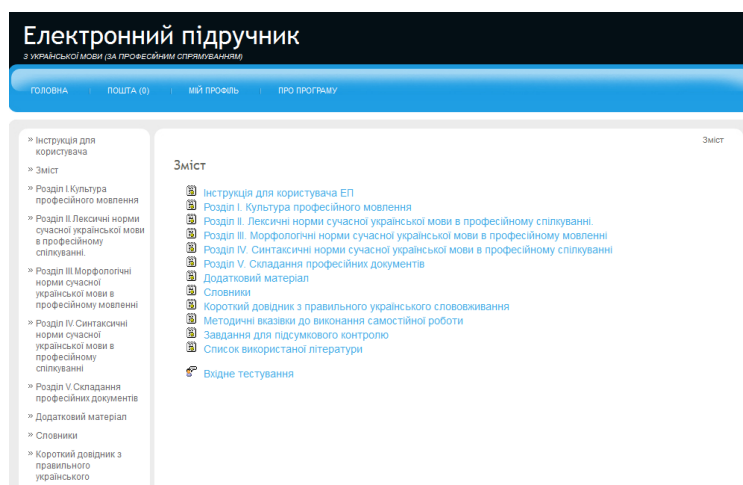 Електронний підручник
З УКРАЇНСЬКОЇ МОВИ (ЗА ПРОФЕСІЙНИМ СПРЯМУВАННЯМ)
ГОЛОВНА
ПОШТА (0)
МІЙ ПРОФІЛЬ
ПРО ПРОГРАМУ
» Інструкція для
користувача
» Зміст
» Розділ І.Культура
професійного мовлення
» Розділ ІІ.Лексичні норми
сучасної української мови
в професійному
спілкуванні.
» Розділ ІІІ.Морфологічні
норми сучасної
української мови в
професійному мовленні
» Розділ ІV.Синтаксичні
норми сучасної
української мови в
професійному
спілкуванні
» Розділ V.Складання
професійних документів
» Додатковий матеріал
» Словники
» Короткий довідник з
правильного
українського
Зміст
Зміст
Інструкція для користувача ЕП
Розділ І. Культура професійного мовлення
Розділ ІІ. Лексичні норми сучасної української мови в професійному спілкуванні.
Розділ ІІІ. Морфологічні норми сучасної української мови в професійному мовленні
Розділ ІV. Синтаксичні норми сучасної української мови в професійному спілкуванні
Розділ V. Складання професійних документів
Додатковий матеріал
Словники
Короткий довідник з правильного українського слововживання
Методичні вказівки до виконання самостійної роботи
Завдання для підсумкового контролю
Список використаної літератури
Вхідне тестування